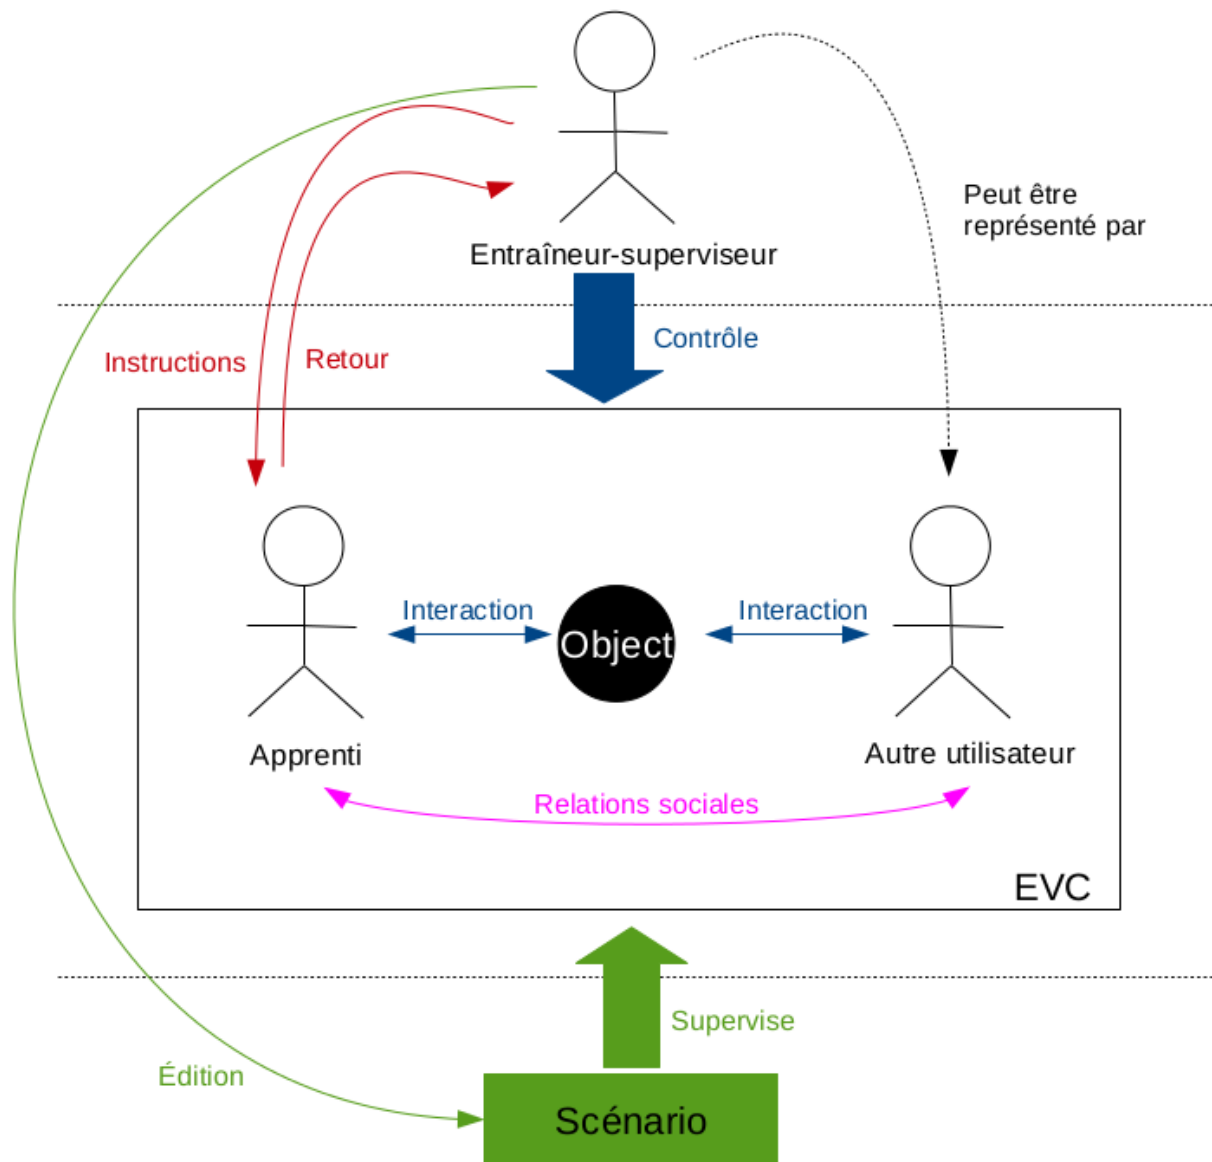 Peut être
représenté par
Entraîneur-superviseur
Contrôle
Instructions
Retour
Interaction
Interaction
Object
Apprenti
Autre utilisateur
Relations sociales
EVC
Supervise
Édition
Scénario